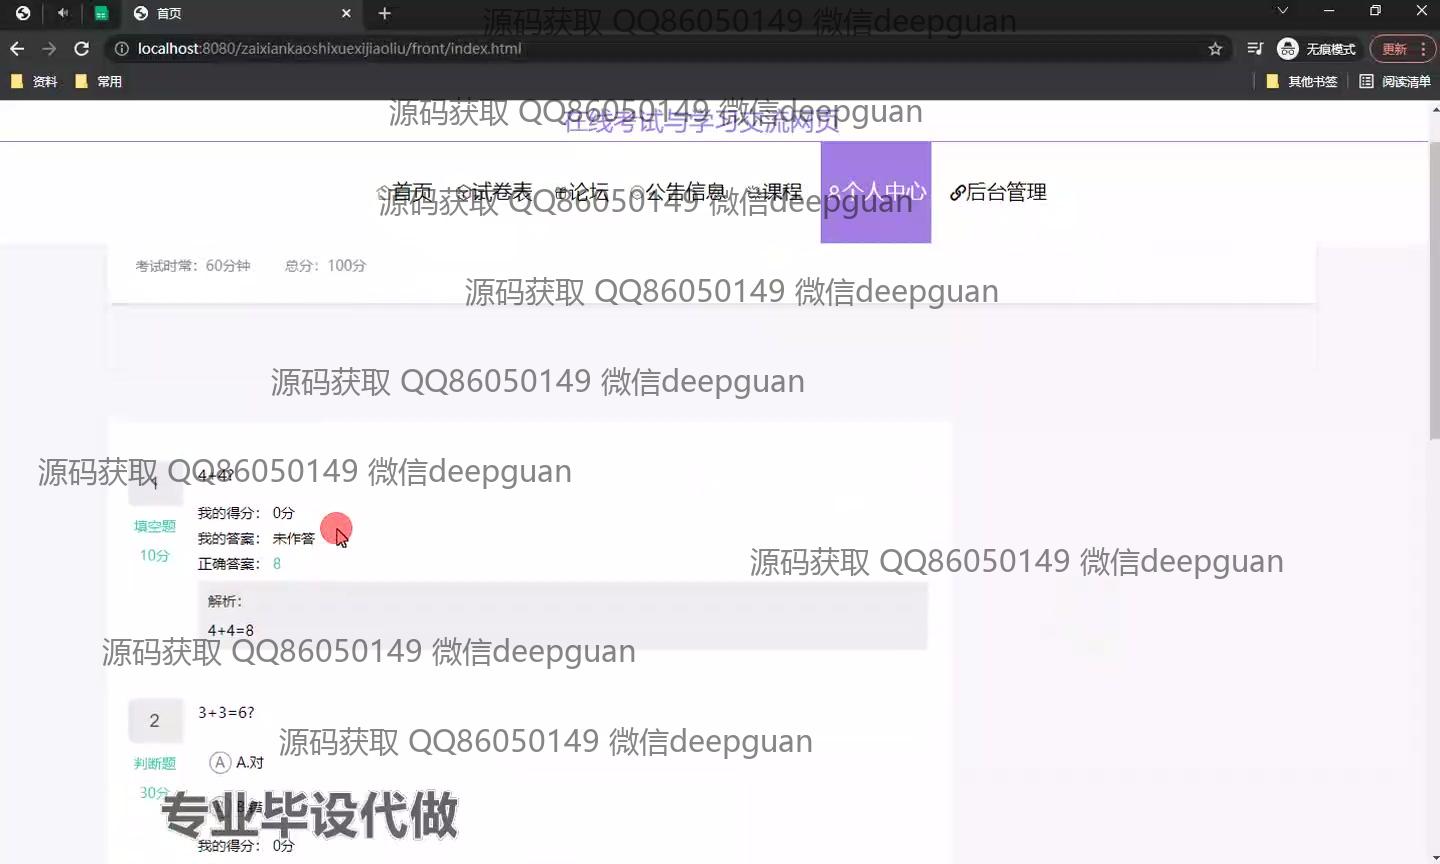 首页
源码获取 QQ86050149 微信deepguan
localhost:8080/zaixiankaoshixuexijiaoliu/front/index.html
无痕模式
更新
资料
常用
其他书签
阅读清单
源码获取 QQ86050149 微信deepguan
在线考试与学习交流网页
首页
试卷表
论坛
公告信息
课程
个人中心
后台管理
源码获取 QQ86050149 微信deepguan
考试时常：60分钟
总分：100分
源码获取 QQ86050149 微信deepguan
源码获取 QQ86050149 微信deepguan
源码获取 QQ86050149 微信deepguan
1
4+4?
填空题
10分
我的得分： 0分
我的答案： 未作答
正确答案： 8
源码获取 QQ86050149 微信deepguan
解析：
4+4=8
源码获取 QQ86050149 微信deepguan
2
3+3=6?
源码获取 QQ86050149 微信deepguan
判断题
30分
A
A.对
B.错
专业毕设代做
我的得分： 0分